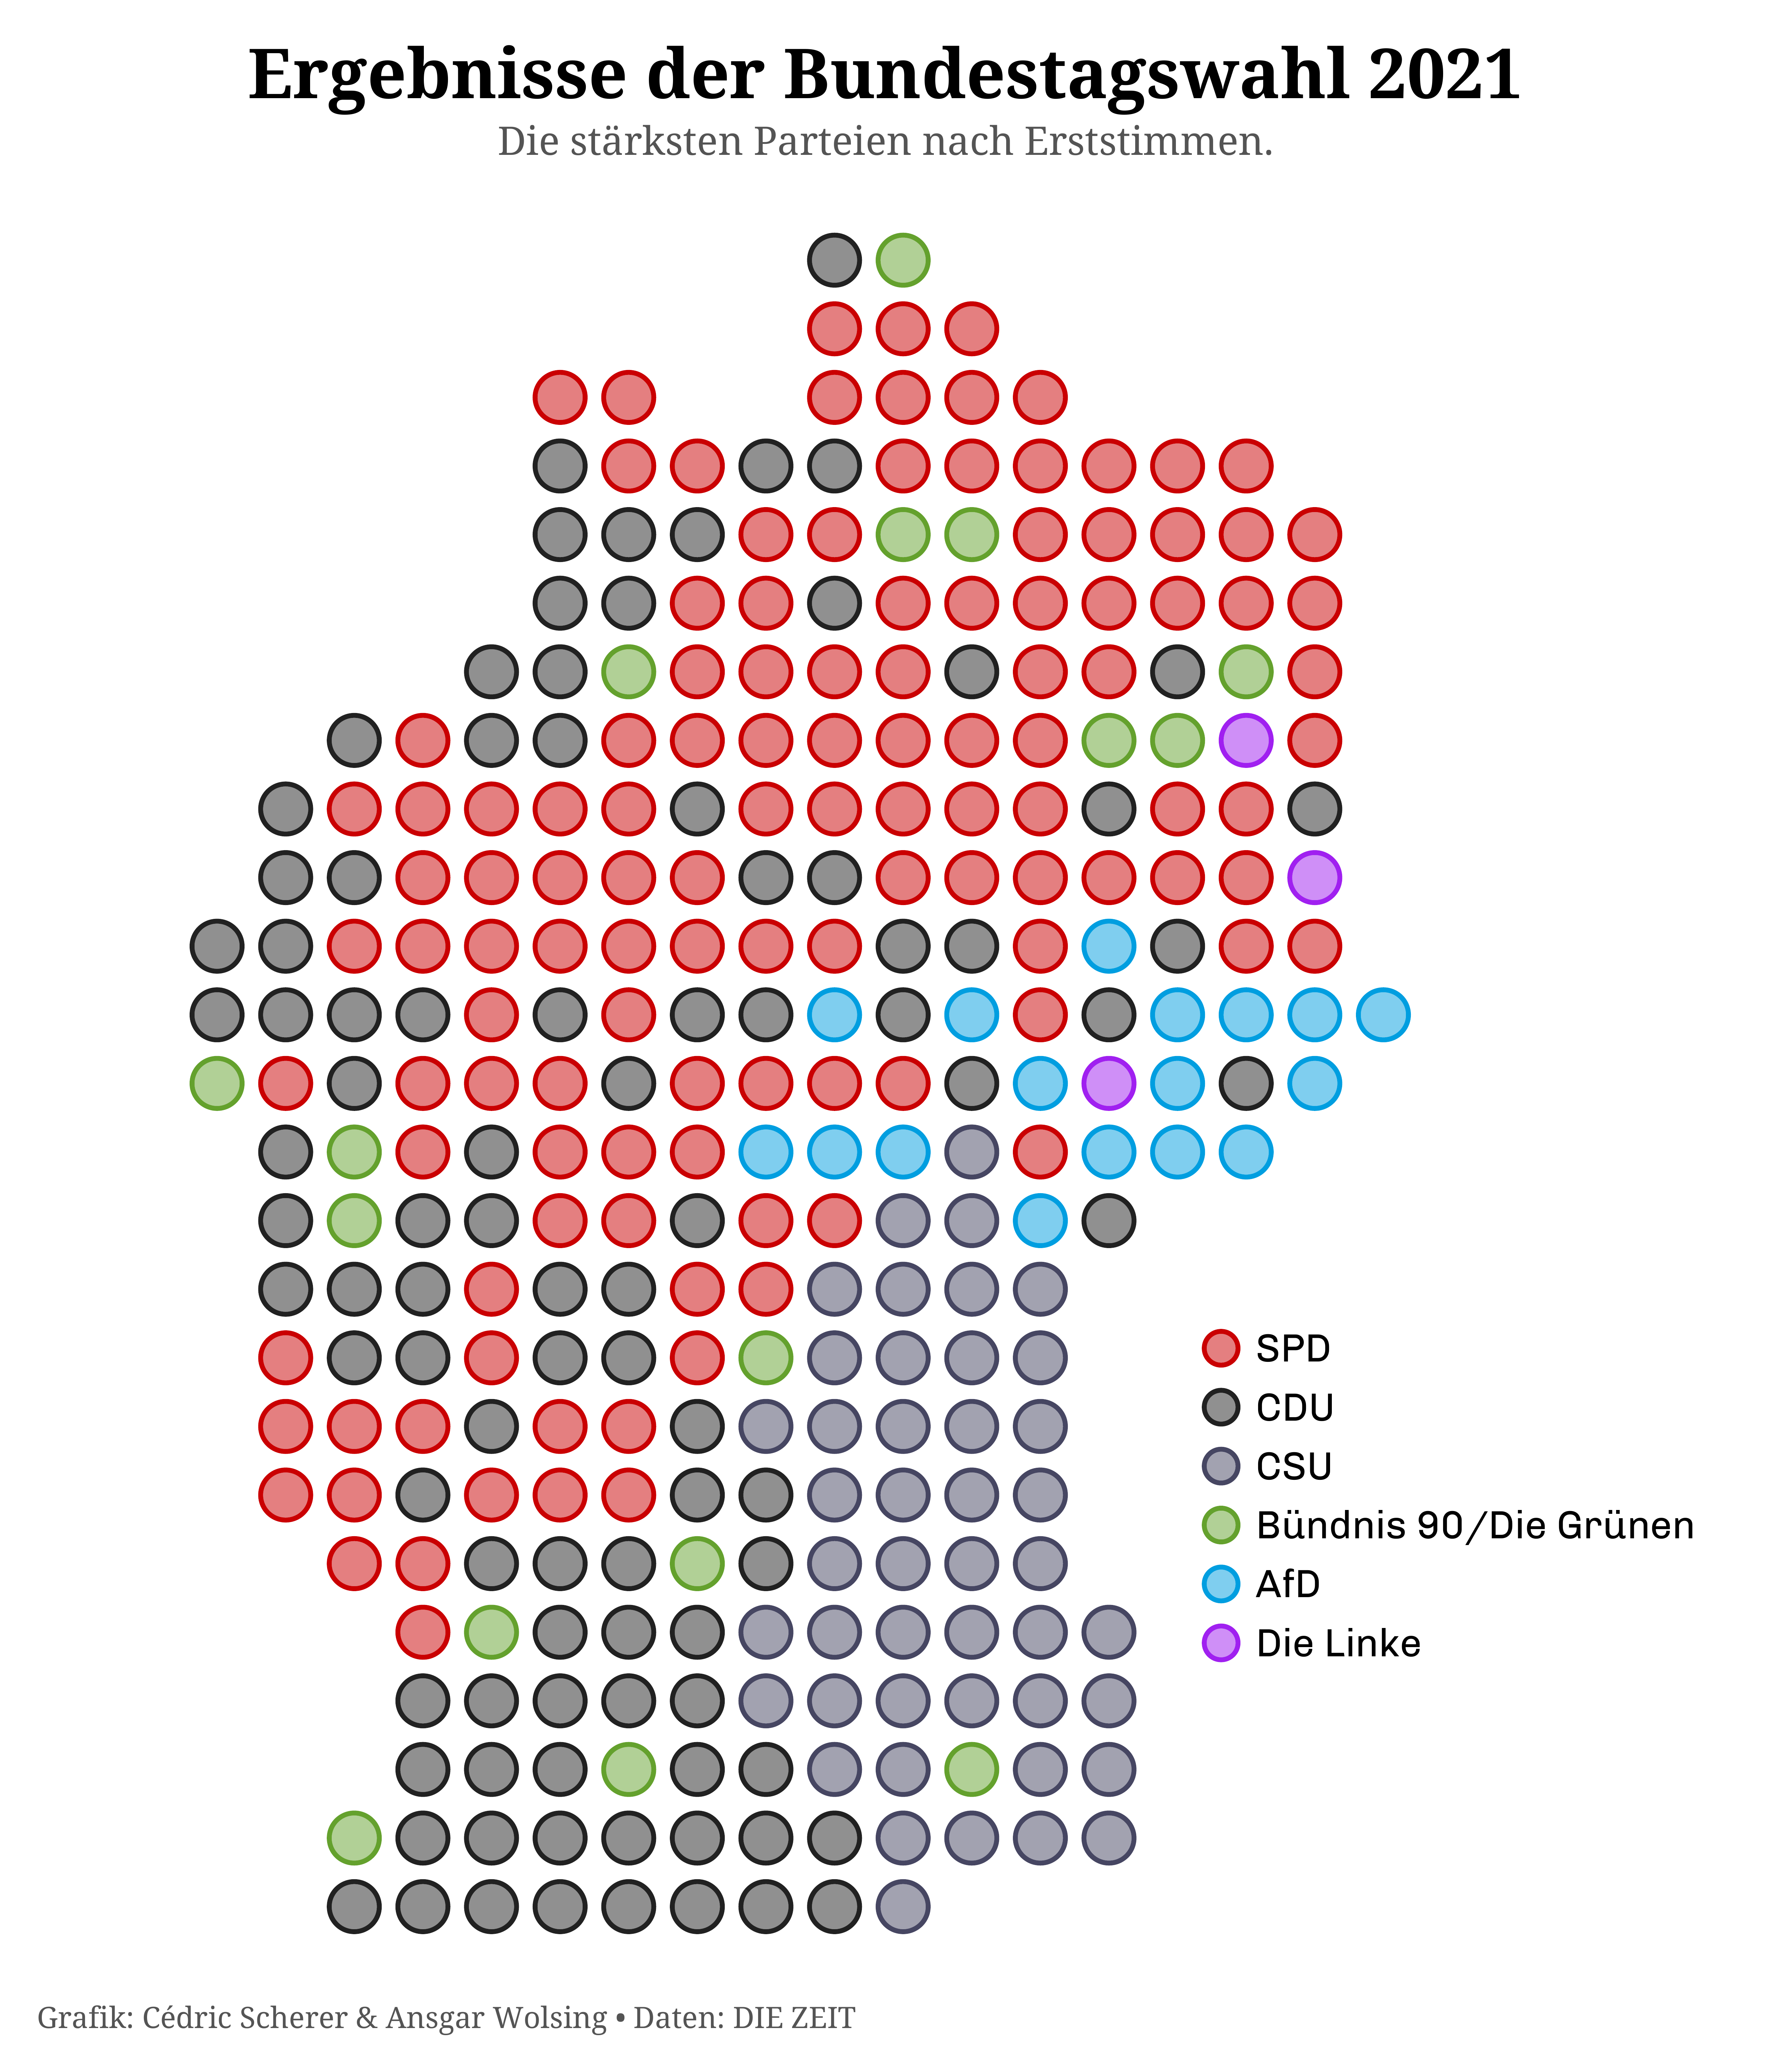 Ergebnisse der Bundestagswahl 2021
Die stärksten Parteien nach Erststimmen.
SPD
CDU
CSU
Bündnis 90/Die Grünen
AfD
Die Linke
Grafik: Cédric Scherer & Ansgar Wolsing • Daten: DIE ZEIT